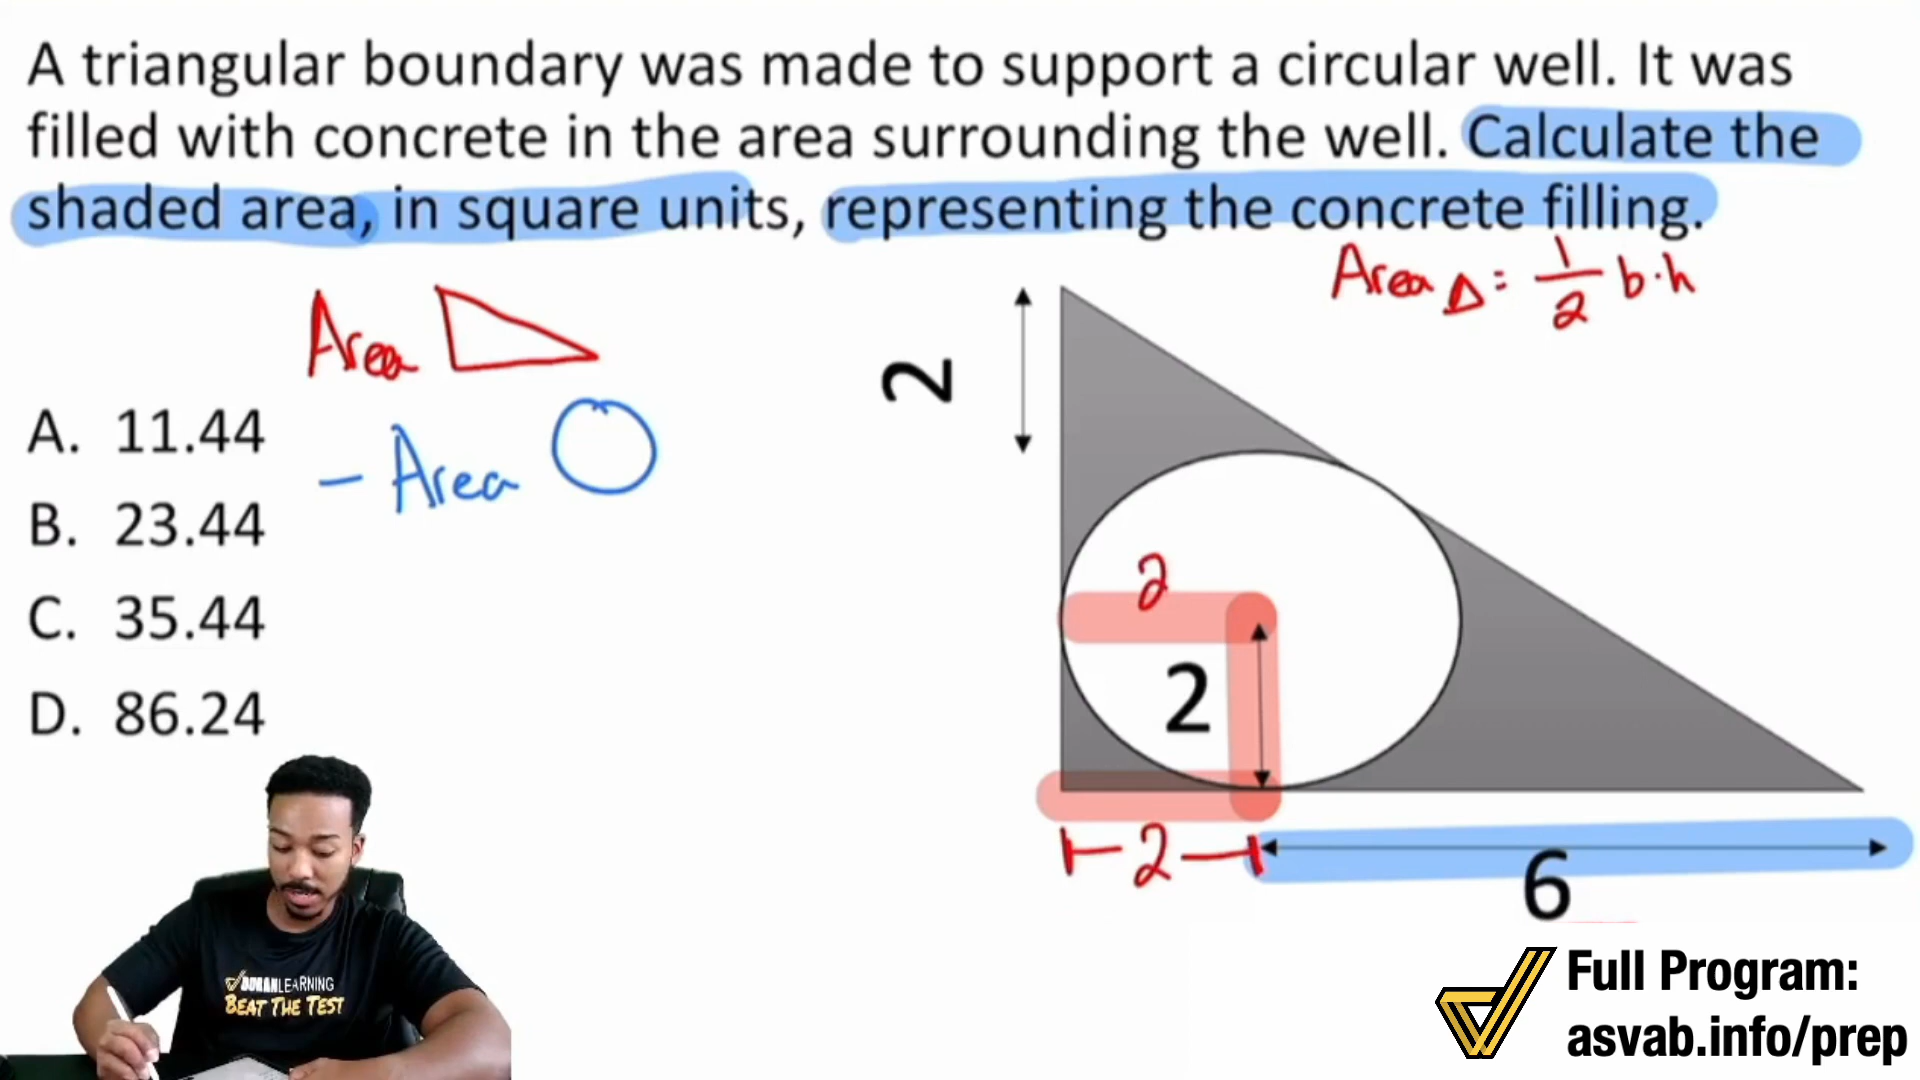 A triangular boundary was made to support a circular well. It was
filled with concrete in the area surrounding the well. Calculate the
shaded area, in square units, representing the concrete filling.
Area Δ = 1/2 b·h
Area
- Area
2
A. 11.44
B. 23.44
C. 35.44
D. 86.24
2
2
2
6
DURANLEARNING
BEAT THE TEST
Full Program:
asvab.info/prep